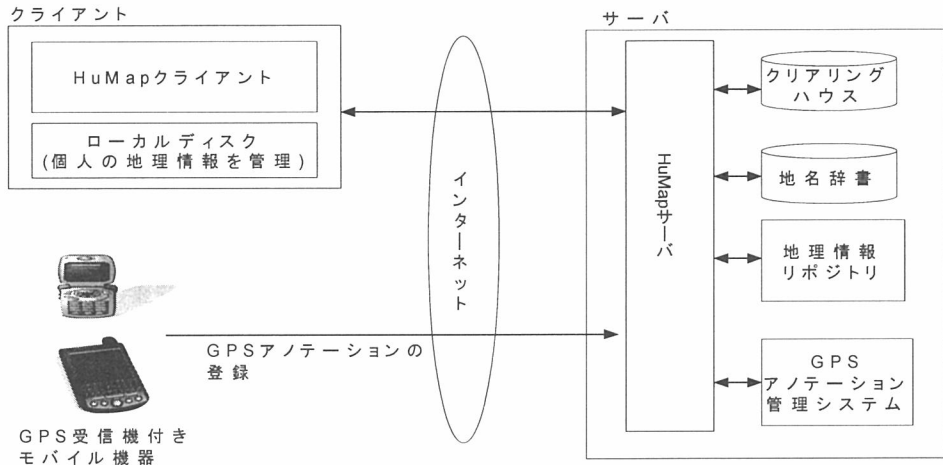 クライアント
HuMapクライアント
ローカルディスク
(個人の地理情報を管理)
GPSアノテーションの
登録
GPS受信機付き
モバイル機器
インターネット
サーバ
HuMapサーバ
クリアリング
ハウス
地名辞書
地理情報
リポジトリ
GPS
アノテーション
管理システム